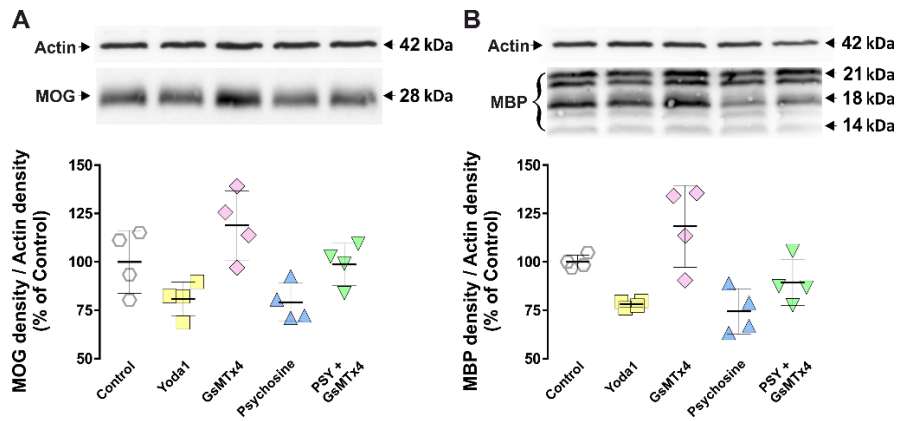 A
Actin
42 kDa
MOG
28 kDa
MOG density / Actin density
(% of Control)
150
125
100
75
50
Control
Yoda1
GsMTx4
Psychosine
PSY +
GsMTx4
B
Actin
42 kDa
MBP
21 kDa
18 kDa
14 kDa
MBP density / Actin density
(% of Control)
150
125
100
75
50
Control
Yoda1
GsMTx4
Psychosine
PSY +
GsMTx4